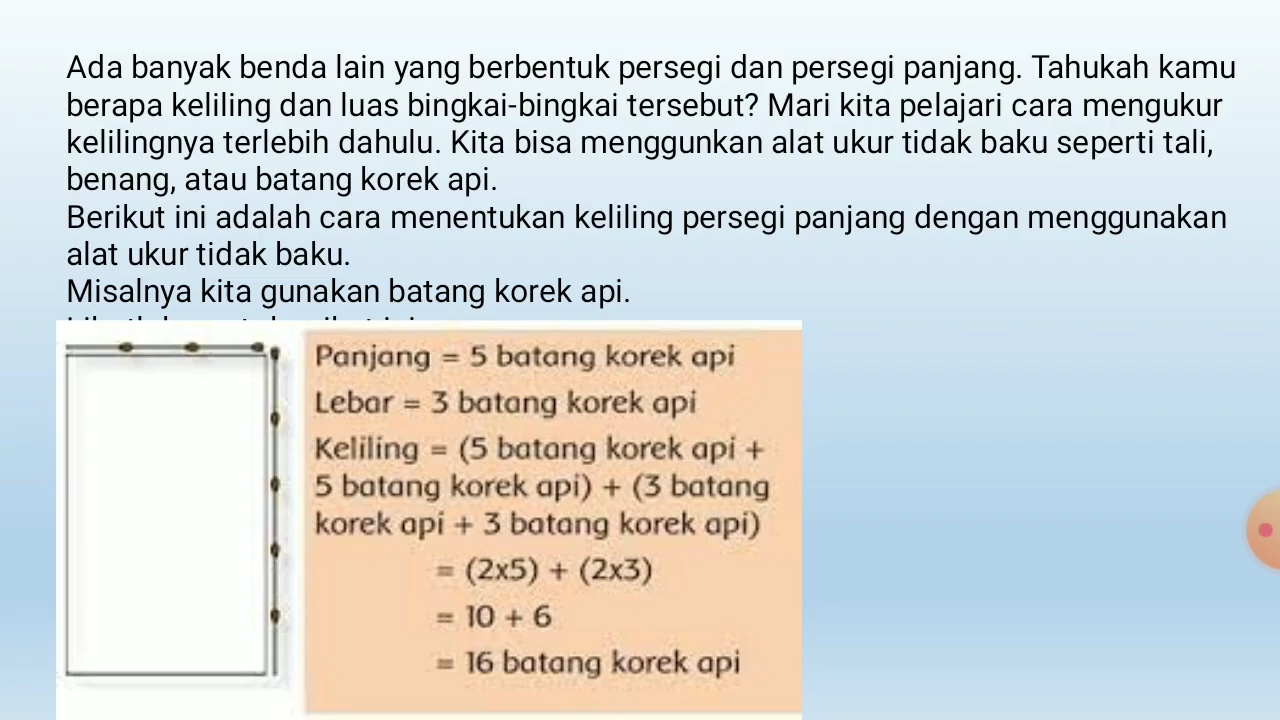 Ada banyak benda lain yang berbentuk persegi dan persegi panjang. Tahukah kamu
berapa keliling dan luas bingkai-bingkai tersebut? Mari kita pelajari cara mengukur
kelilingnya terlebih dahulu. Kita bisa menggunkan alat ukur tidak baku seperti tali,
benang, atau batang korek api.
Berikut ini adalah cara menentukan keliling persegi panjang dengan menggunakan
alat ukur tidak baku.
Misalnya kita gunakan batang korek api.
Panjang = 5 batang korek api
Lebar = 3 batang korek api
Keliling = (5 batang korek api +
5 batang korek api) + (3 batang
korek api + 3 batang korek api)
= (2x5) + (2x3)
= 10 + 6
= 16 batang korek api